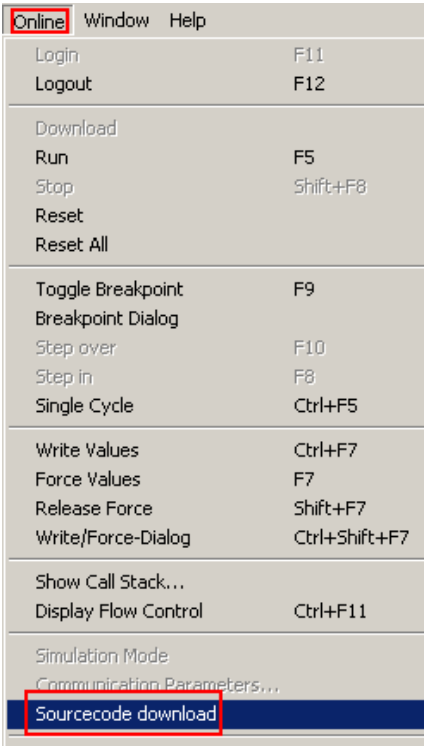 Online Window Help
Login F11
Logout F12
Download
Run F5
Stop Shift+F8
Reset
Reset All
Toggle Breakpoint F9
Breakpoint Dialog
Step over F10
Step in F8
Single Cycle Ctrl+F5
Write Values Ctrl+F7
Force Values F7
Release Force Shift+F7
Write/Force-Dialog Ctrl+Shift+F7
Show Call Stack...
Display Flow Control Ctrl+F11
Simulation Mode
Communication Parameters...
Sourcecode download